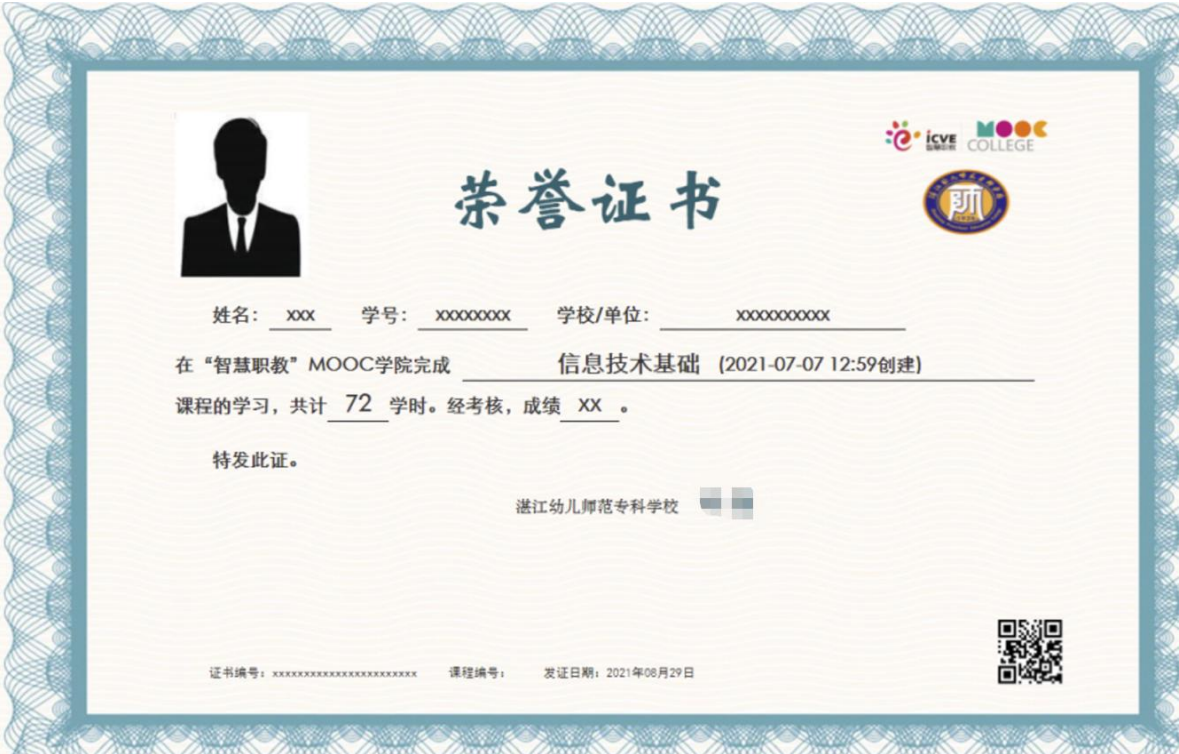 icve
智慧职教
MOOC
COLLEGE
荣誉证书
師
姓名： xxx 学号： xxxxxxxx 学校/单位： xxxxxxxxxx
在“智慧职教”MOOC学院完成 信息技术基础 (2021-07-07 12:59创建)
课程的学习，共计 72 学时。经考核，成绩 XX 。
特发此证。
湛江幼儿师范专科学校
证书编号：xxxxxxxxxxxxxxxxxxxxxxx 课程编号： 发证日期：2021年08月29日